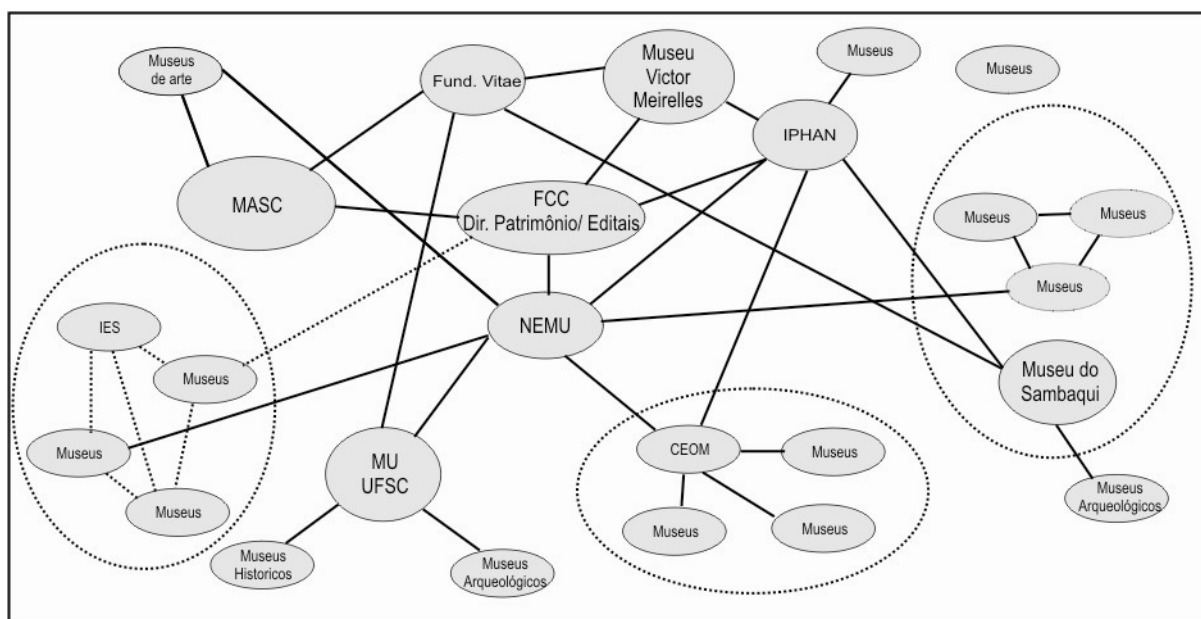 Museus
de arte
Fund. Vitae
Museu
Victor
Meirelles
Museus
Museus
IPHAN
MASC
FCC
Dir. Patrimônio/ Editais
Museus
Museus
Museus
IES
NEMU
Museus
Museu do
Sambaqui
Museus
CEOM
Museus
MU
UFSC
Museus
Museus
Museus
Museus
Arqueológicos
Museus
Historicos
Museus
Arqueológicos